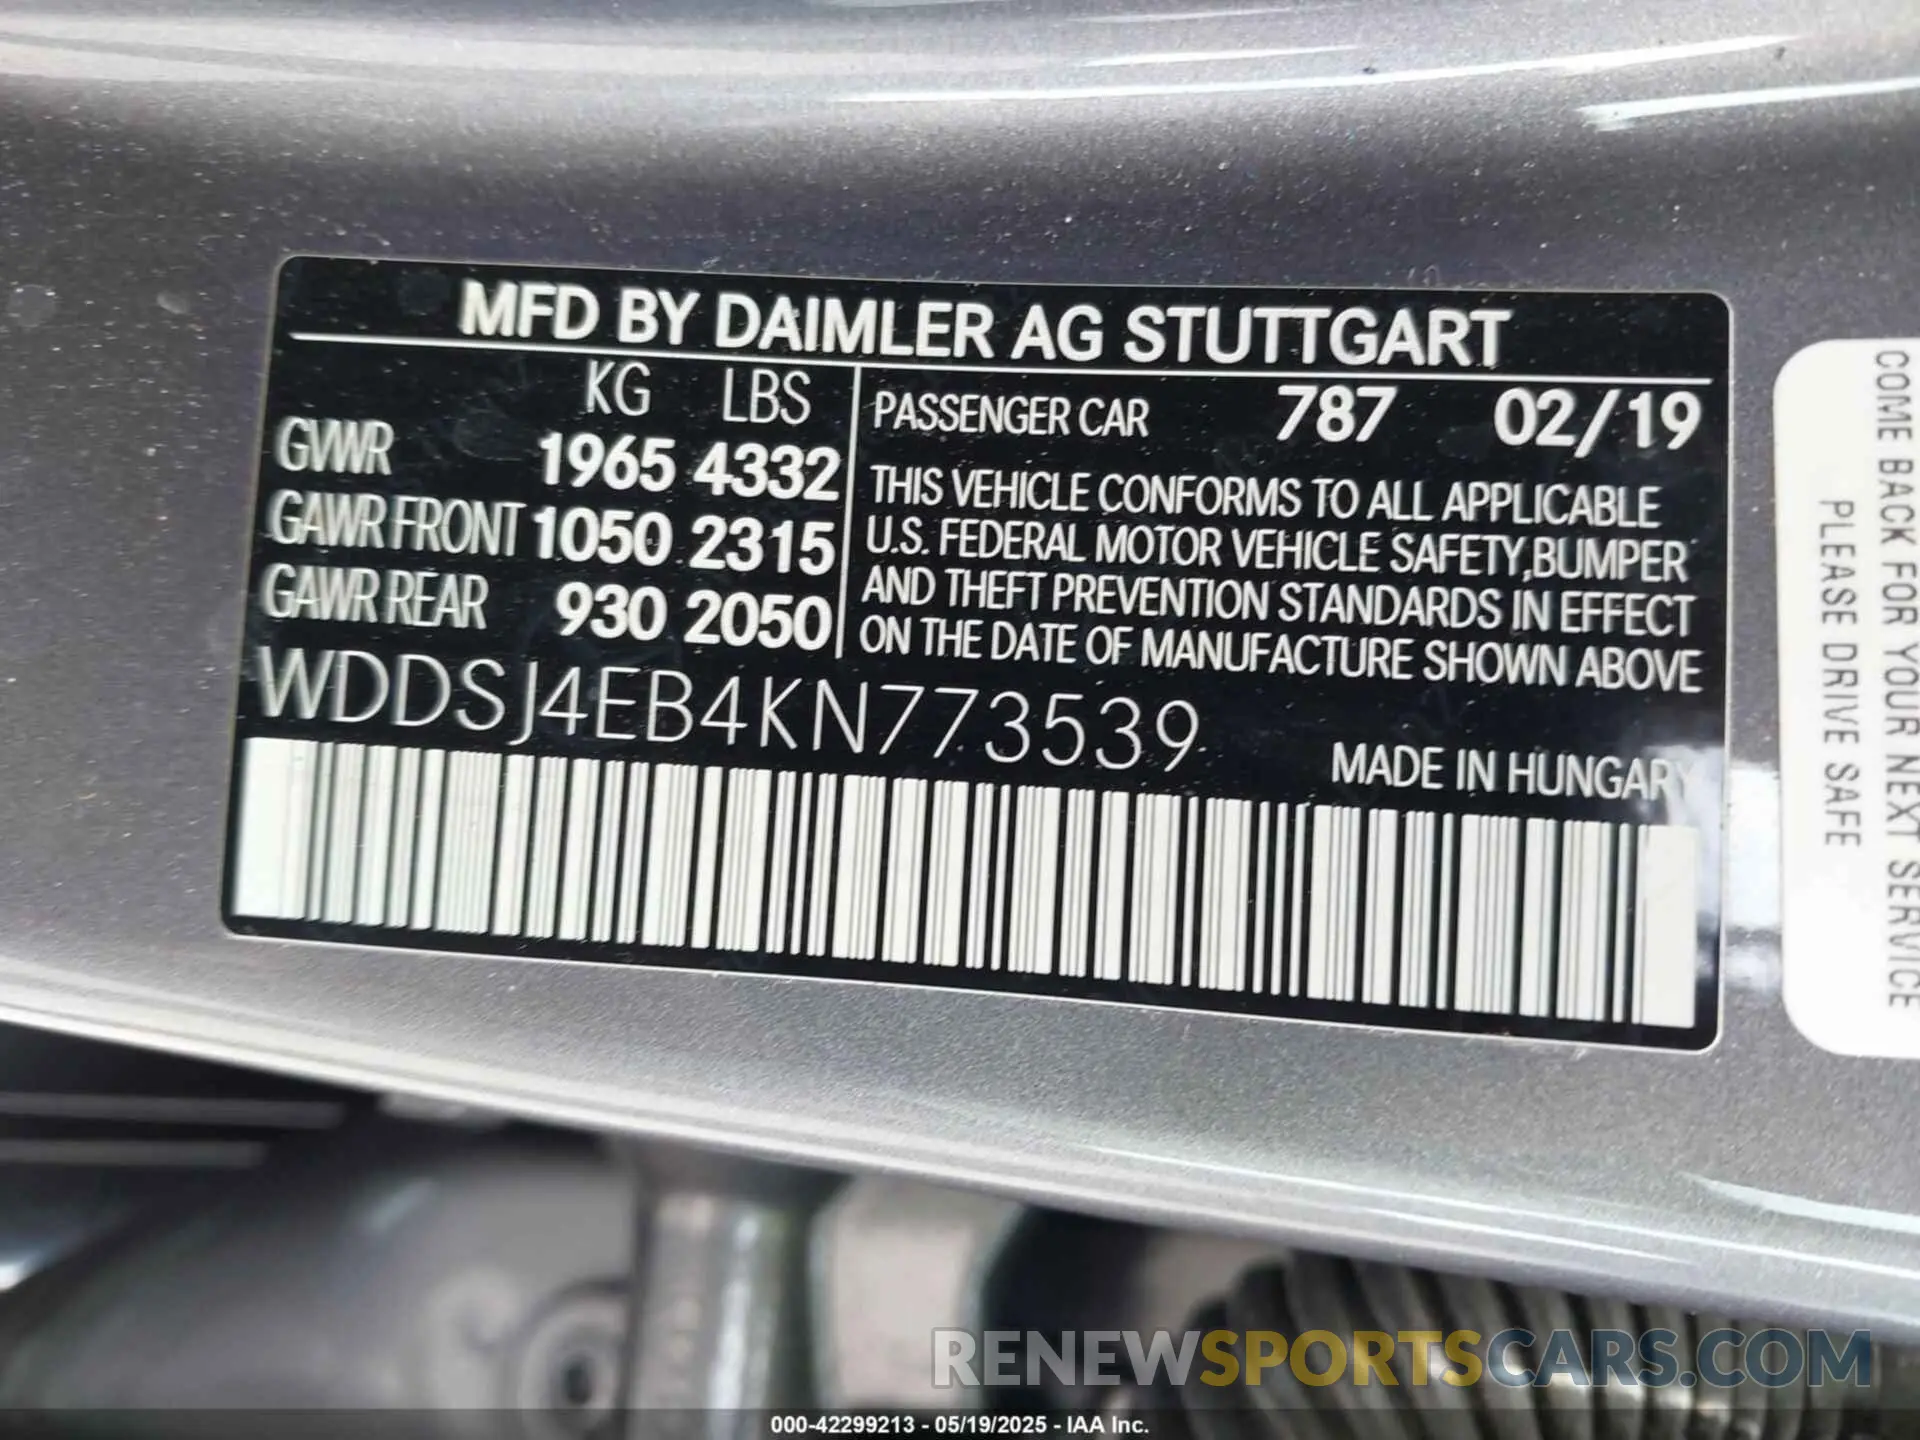 MFD BY DAIMLER AG STUTTGART
KG LBS
GVWR 1965 4332
GAWR FRONT 1050 2315
GAWR REAR 930 2050
PASSENGER CAR 787 02/19
THIS VEHICLE CONFORMS TO ALL APPLICABLE
U.S. FEDERAL MOTOR VEHICLE SAFETY, BUMPER
AND THEFT PREVENTION STANDARDS IN EFFECT
ON THE DATE OF MANUFACTURE SHOWN ABOVE
WDDSJ4EB4KN773539
MADE IN HUNGARY
COME BACK FOR YOUR NEXT SERVICE
PLEASE DRIVE SAFE
RENEWSPORTSCARS.COM
000-42299213 - 05/19/2025 - IAA Inc.